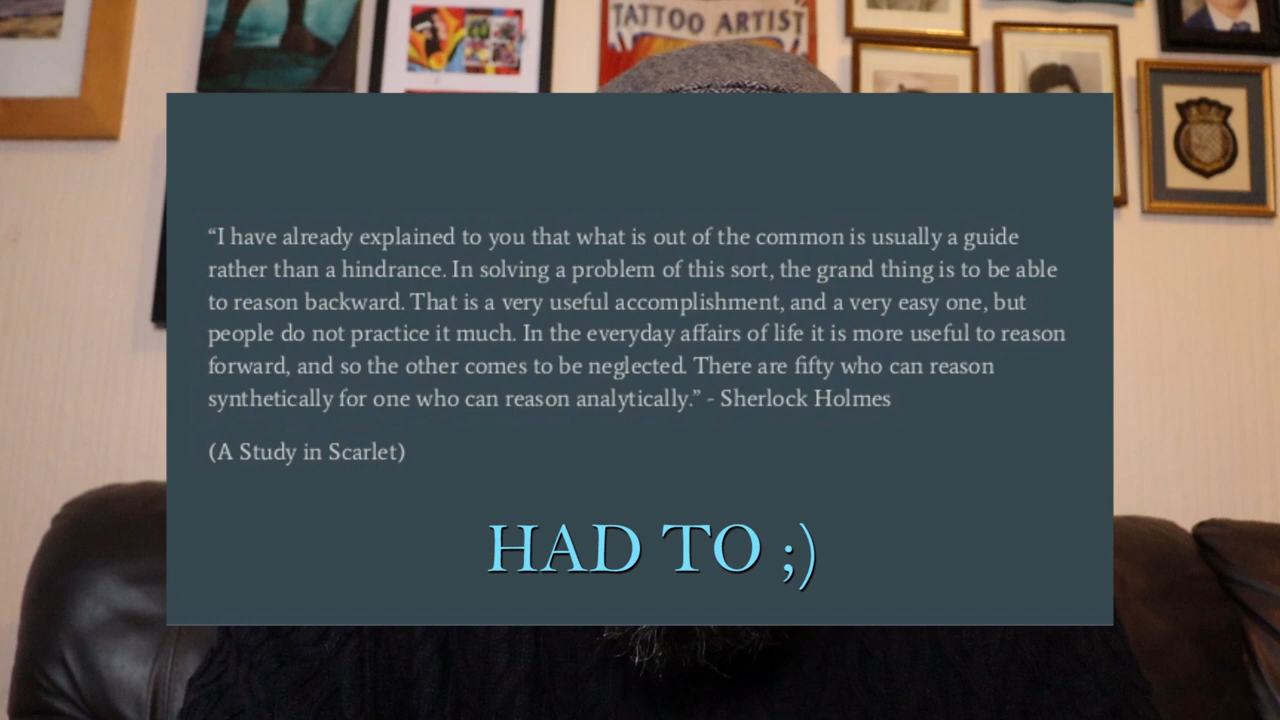 TATTOO ARTIST
“I have already explained to you that what is out of the common is usually a guide
rather than a hindrance. In solving a problem of this sort, the grand thing is to be able
to reason backward. That is a very useful accomplishment, and a very easy one, but
people do not practice it much. In the everyday affairs of life it is more useful to reason
forward, and so the other comes to be neglected. There are fifty who can reason
synthetically for one who can reason analytically.” - Sherlock Holmes
(A Study in Scarlet)
HAD TO ;)